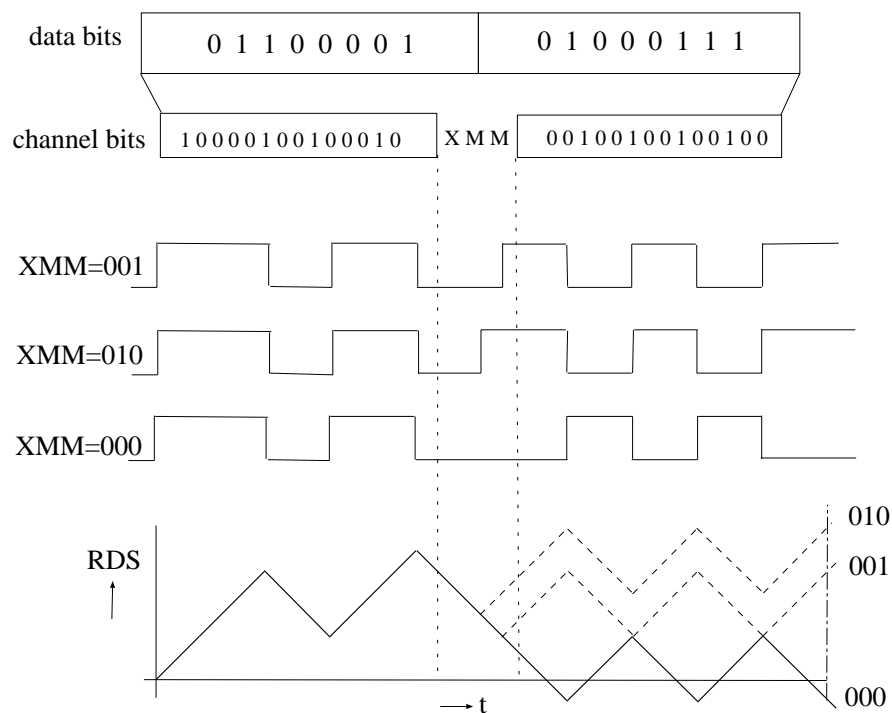 data bits 0 1 1 0 0 0 0 1 0 1 0 0 0 1 1 1
channel bits 1 0 0 0 0 1 0 0 1 0 0 0 1 0 X M M 0 0 1 0 0 1 0 0 1 0 0 1 0 0
XMM=001
XMM=010
XMM=000
010
RDS 001
000
t